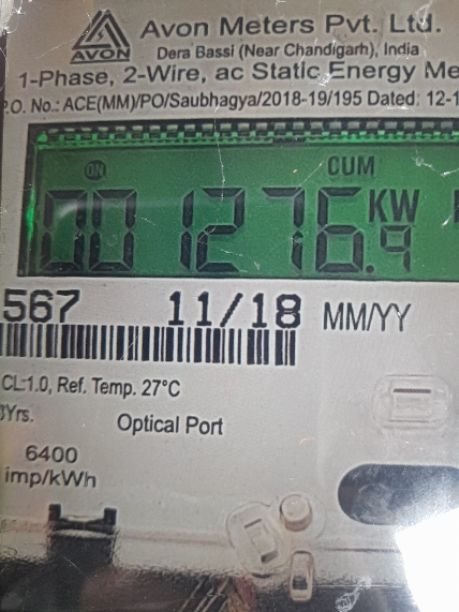 Avon Meters Pvt. Ltd.
AVON
Dera Bassi (Near Chandigarh), India
1-Phase, 2-Wire, ac Static Energy Me
P.O. No.: ACE(MM)/PO/Saubhagya/2018-19/195 Dated: 12-1
ON
CUM
001276.9 KW
567 11/18 MM/YY
CL:1.0, Ref. Temp. 27°C
Yrs.
Optical Port
6400
imp/kWh